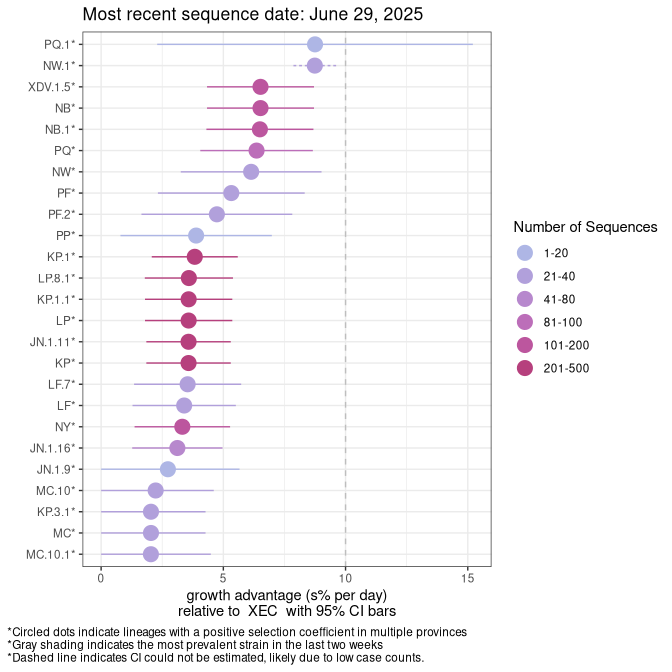 Most recent sequence date: June 29, 2025
PQ.1*
NW.1*
XDV.1.5*
NB*
NB.1*
PQ*
NW*
PF*
PF.2*
PP*
KP.1*
LP.8.1*
KP.1.1*
LP*
JN.1.11*
KP*
LF.7*
LF*
NY*
JN.1.16*
JN.1.9*
MC.10*
KP.3.1*
MC*
MC.10.1*
0 5 10 15
growth advantage (s% per day)
relative to XEC with 95% CI bars
Number of Sequences
1-20
21-40
41-80
81-100
101-200
201-500
*Circled dots indicate lineages with a positive selection coefficient in multiple provinces
*Gray shading indicates the most prevalent strain in the last two weeks
*Dashed line indicates CI could not be estimated, likely due to low case counts.